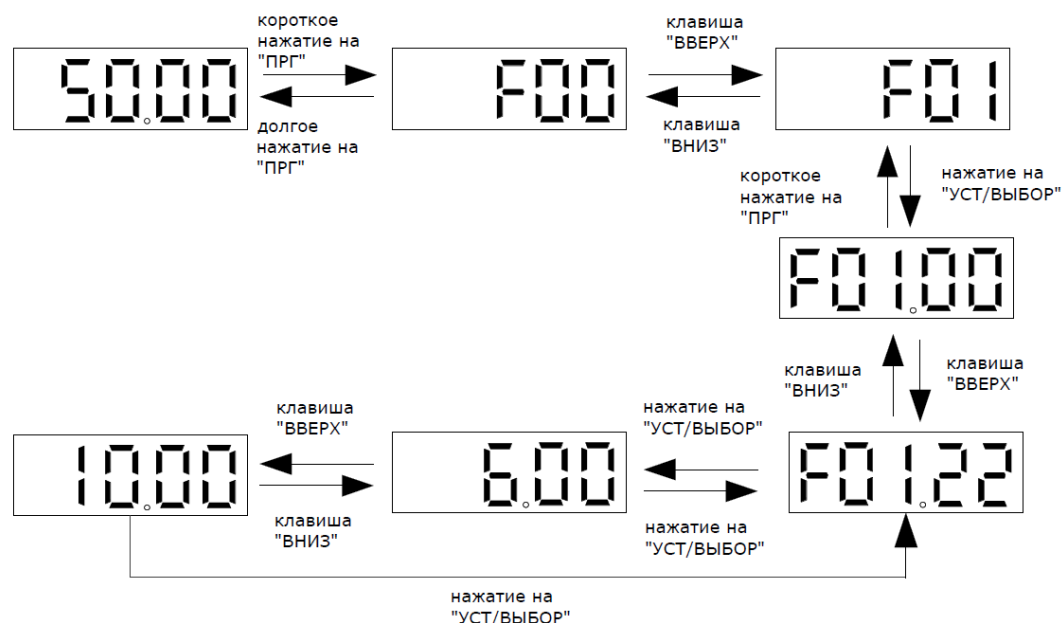 короткое
нажатие на
"ПРГ"
клавиша
"ВВЕРХ"
50.00
F00
F01
долгое
нажатие на
"ПРГ"
клавиша
"ВНИЗ"
короткое
нажатие на
"ПРГ"
нажатие на
"УСТ/ВЫБОР"
F01.00
клавиша
"ВНИЗ"
клавиша
"ВВЕРХ"
клавиша
"ВВЕРХ"
нажатие на
"УСТ/ВЫБОР"
10.00
6.00
F01.22
клавиша
"ВНИЗ"
нажатие на
"УСТ/ВЫБОР"
нажатие на
"УСТ/ВЫБОР"